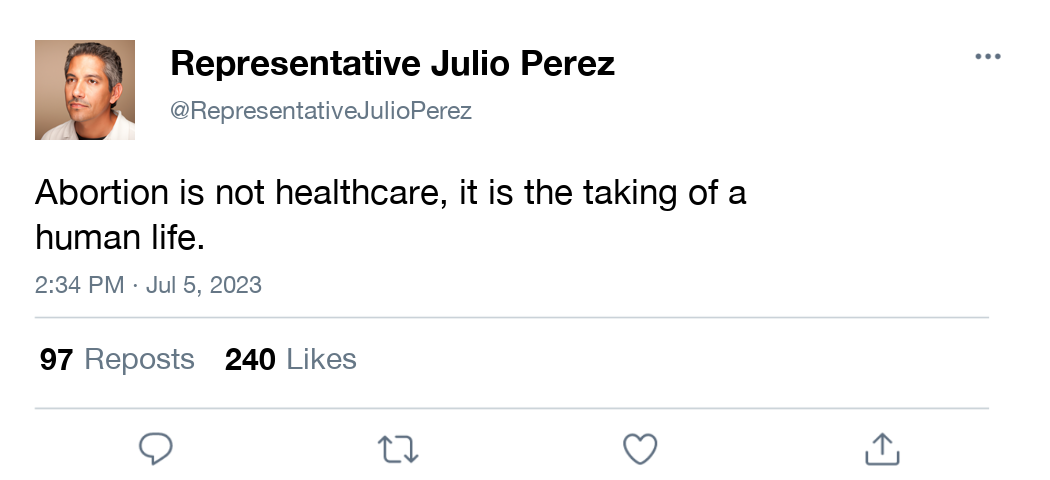 Representative Julio Perez
@RepresentativeJulioPerez
Abortion is not healthcare, it is the taking of a
human life.
2:34 PM · Jul 5, 2023
97 Reposts 240 Likes